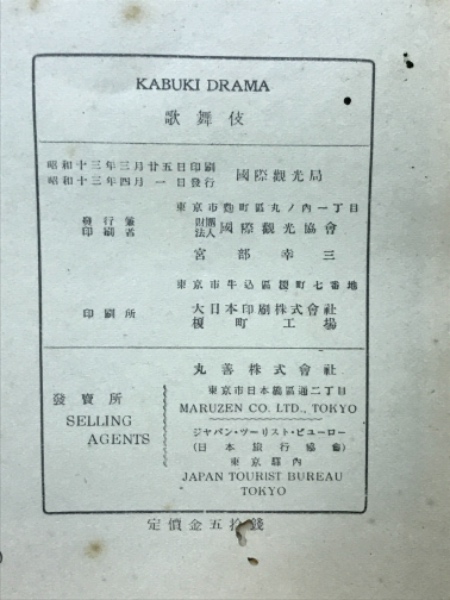 KABUKI DRAMA
歌舞伎
昭和十三年三月廿五日印刷
昭和十三年四月一日發行
國際觀光局
東京市麴町區丸ノ內一丁目
發行兼
印刷者
財團
法人
國際觀光協會
宮部幸三
東京市牛込區榎町七番地
印刷所
大日本印刷株式會社
榎町工場
發賣所
SELLING
AGENTS
丸善株式會社
東京市日本橋區通二丁目
MARUZEN CO. LTD., TOKYO
ジャパン・ツーリスト・ビューロー
(日本旅行協會)
東京驛內
JAPAN TOURIST BUREAU
TOKYO
定價金五拾錢